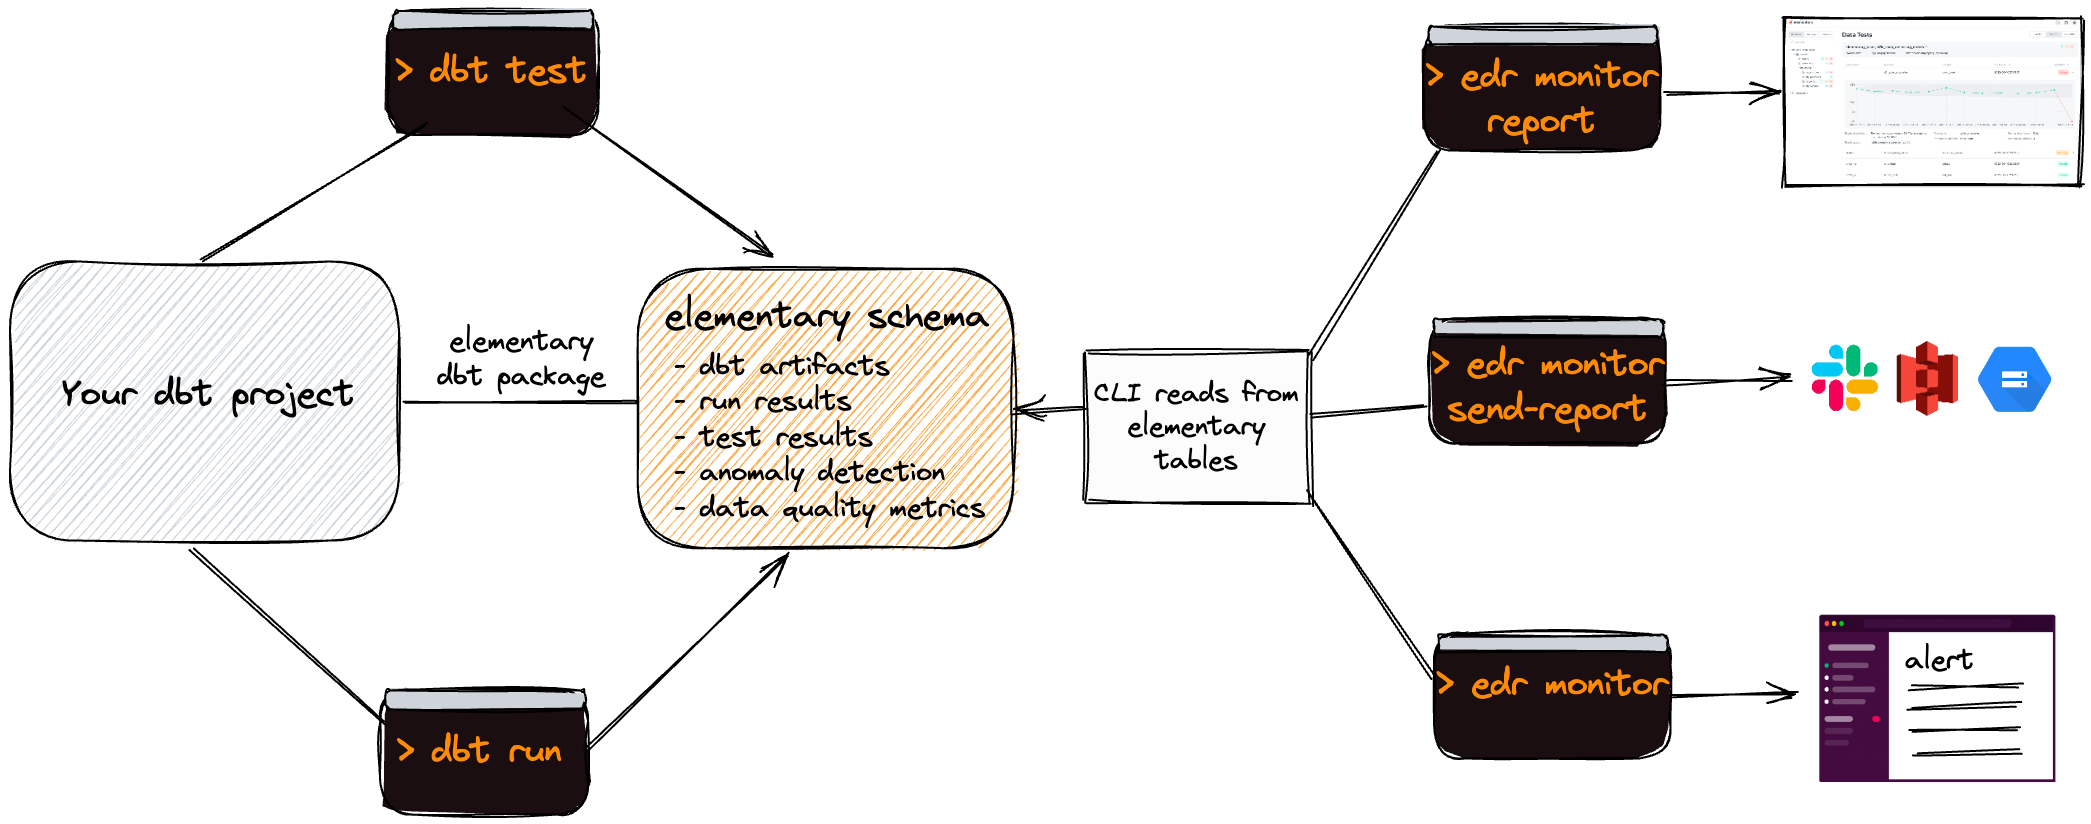 > dbt test
Your dbt project
elementary
dbt package
elementary schema
- dbt artifacts
- run results
- test results
- anomaly detection
- data quality metrics
> dbt run
CLI reads from
elementary
tables
> edr monitor
report
Data Tests
> edr monitor
send-report
> edr monitor
alert